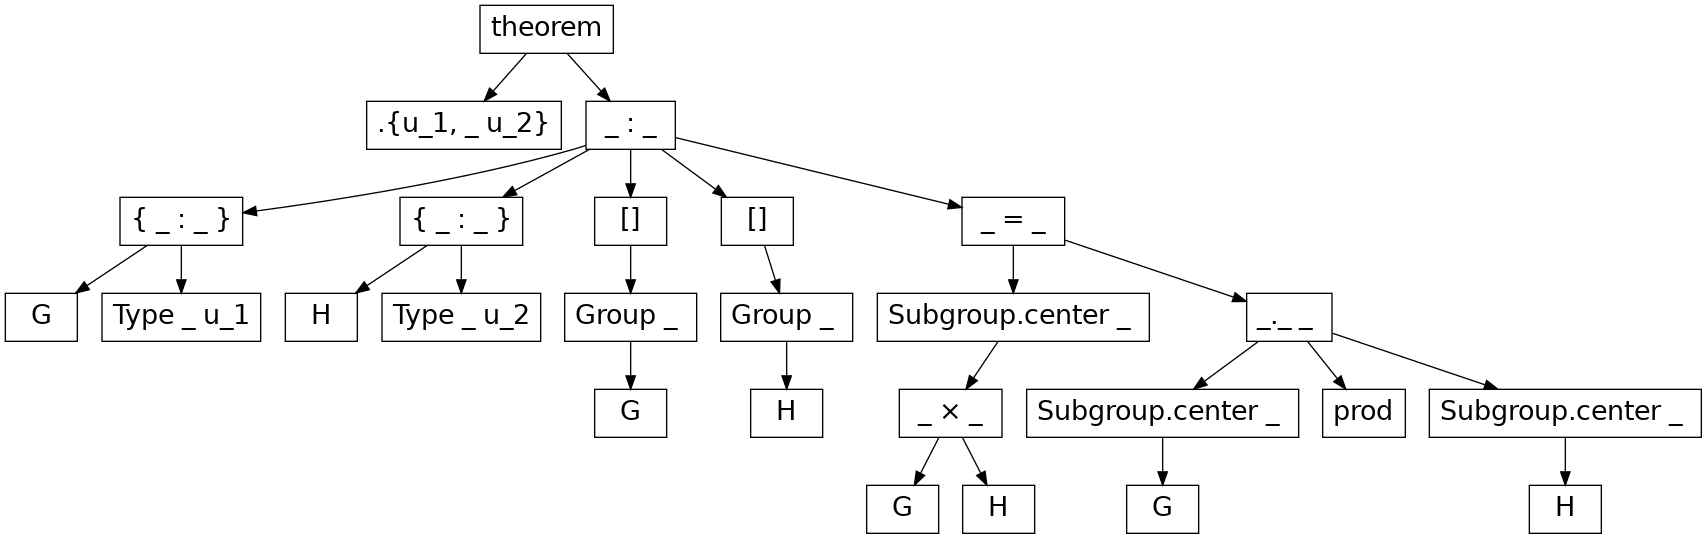 theorem
.{u_1, _ u_2}
_ : _
{ _ : _ }
{ _ : _ }
[]
[]
_ = _
G
Type _ u_1
H
Type _ u_2
Group _
Group _
Subgroup.center _
_._ _
G
H
_ × _
Subgroup.center _
prod
Subgroup.center _
G
H
G
H